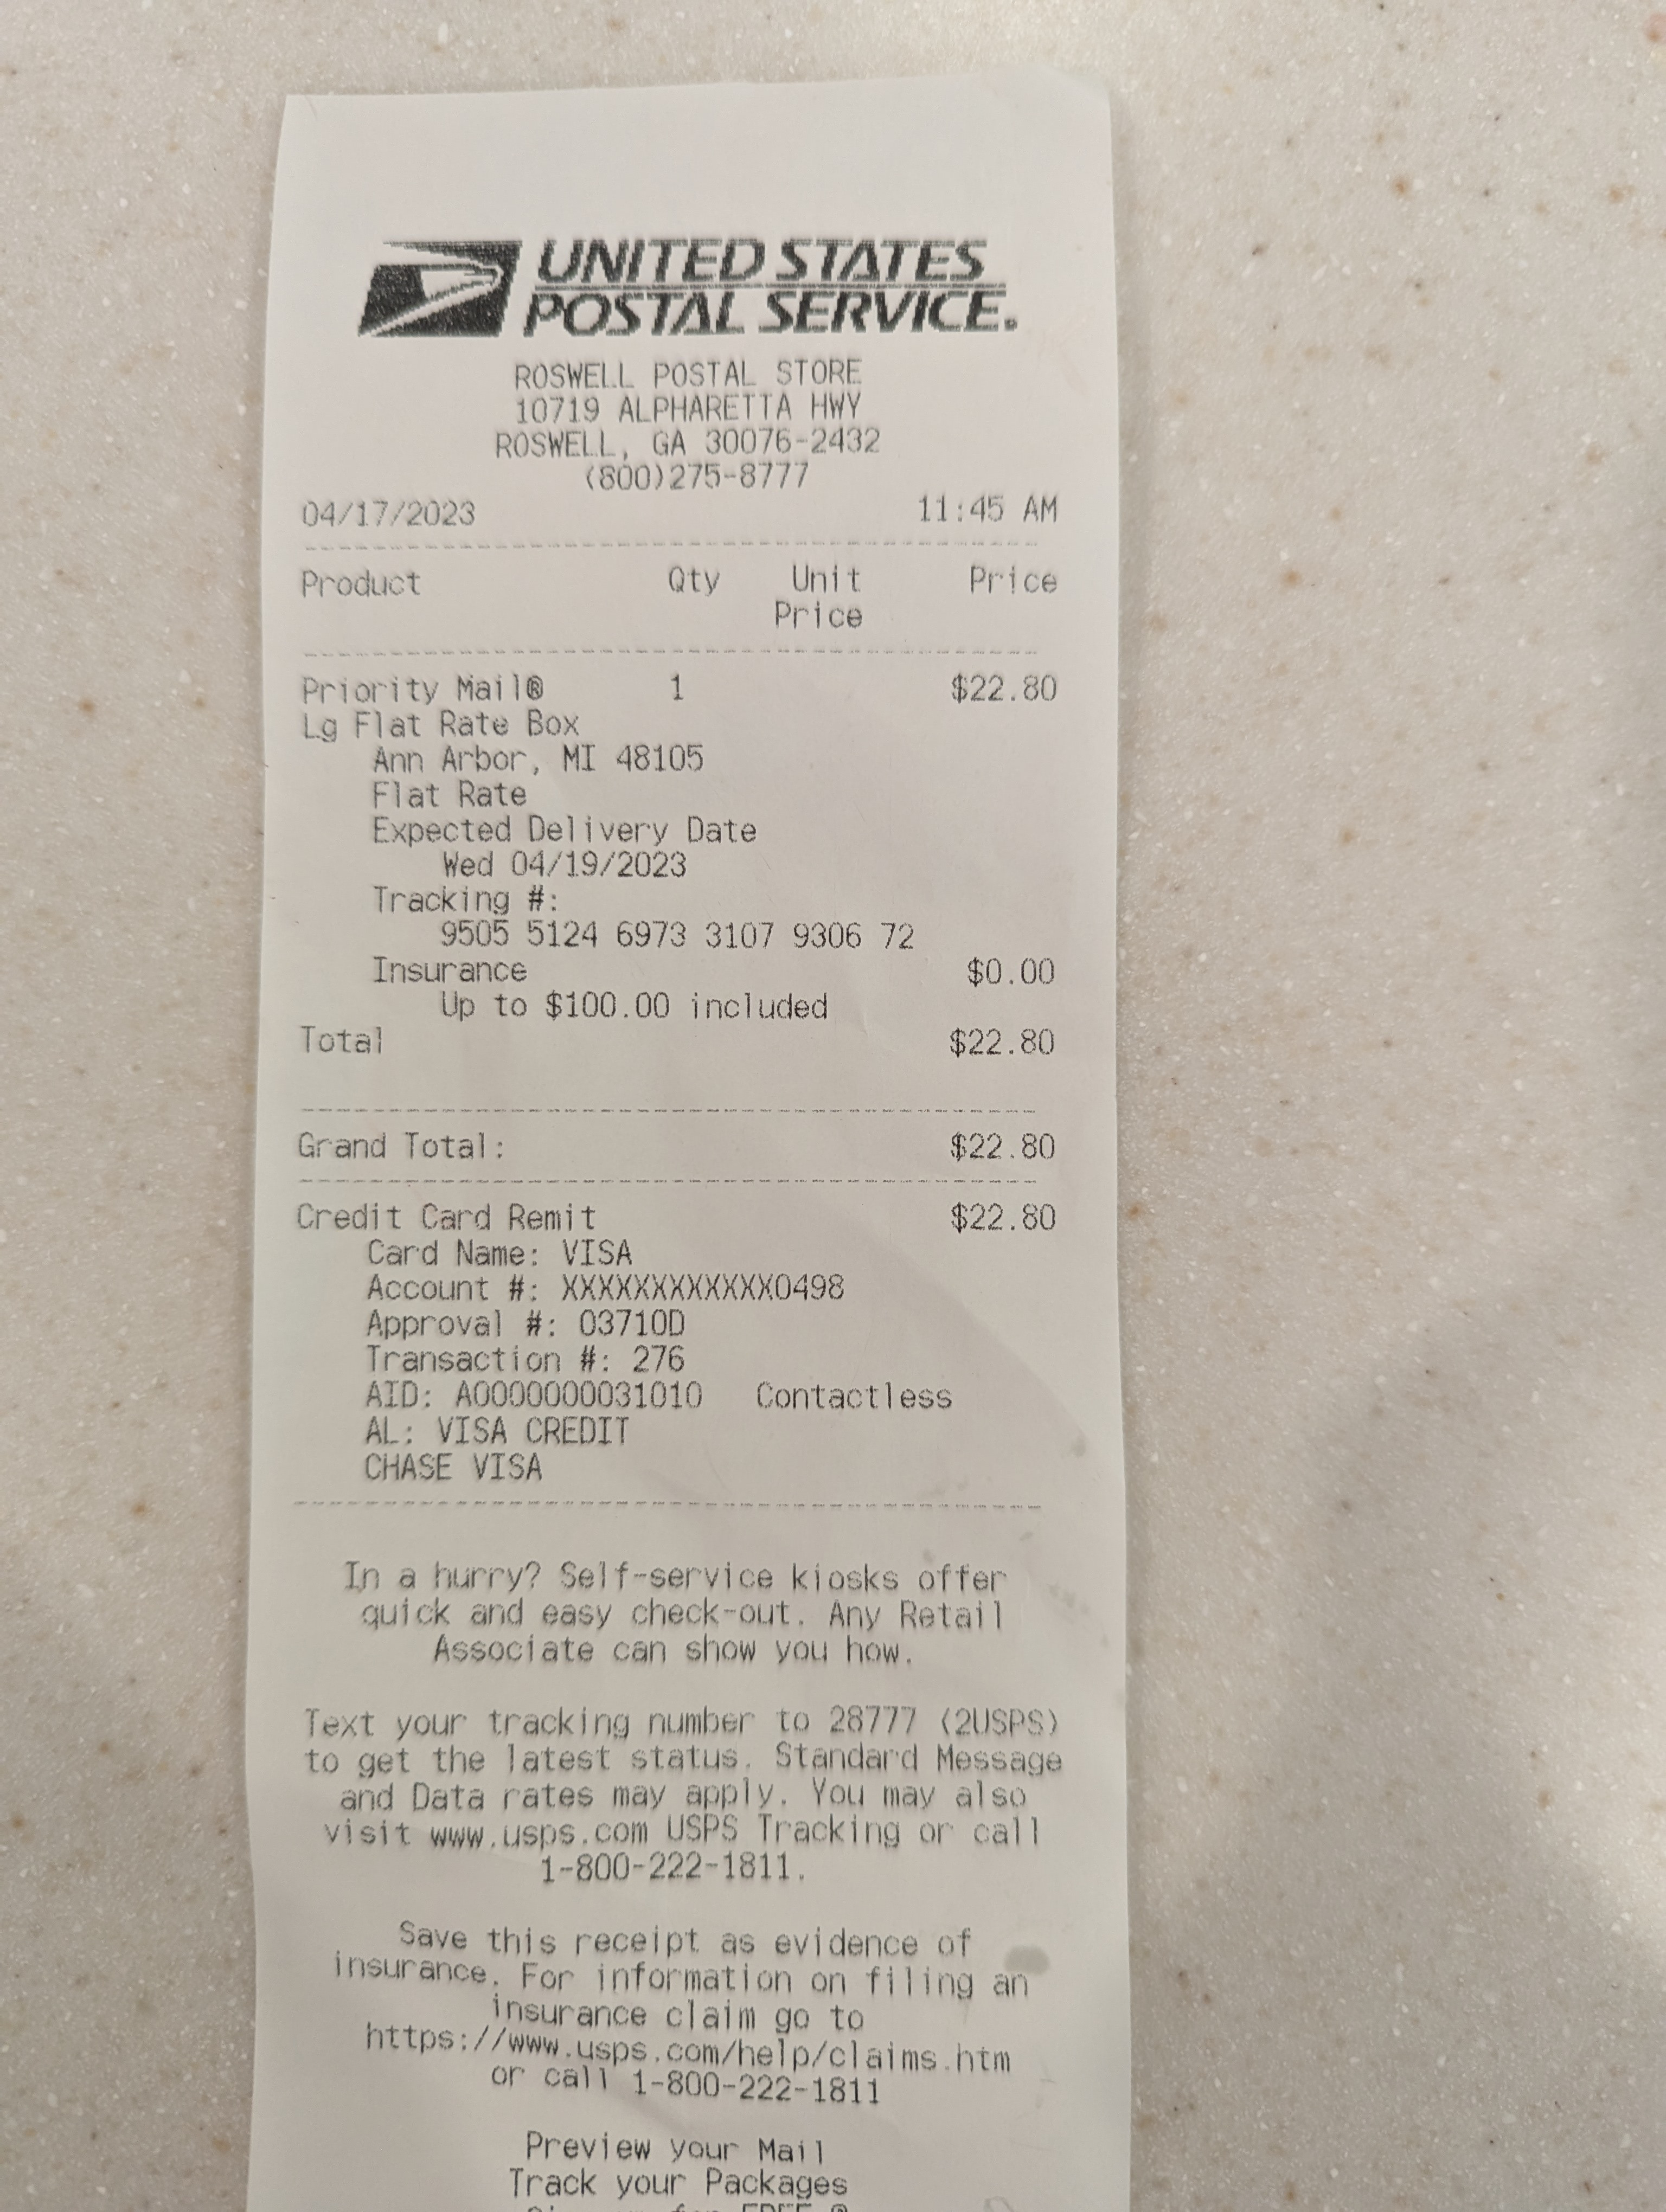 UNITED STATES
POSTAL SERVICE.
ROSWELL POSTAL STORE
10719 ALPHARETTA HWY
ROSWELL, GA 30076-2432
(800)275-8777
04/17/2023 11:45 AM
Product Qty Unit Price
Price
Priority Mail® 1 $22.80
Lg Flat Rate Box
Ann Arbor, MI 48105
Flat Rate
Expected Delivery Date
Wed 04/19/2023
Tracking #:
9505 5124 6973 3107 9306 72
Insurance $0.00
Up to $100.00 included
Total $22.80
Grand Total: $22.80
Credit Card Remit $22.80
Card Name: VISA
Account #: XXXXXXXXXXXX0498
Approval #: 03710D
Transaction #: 276
AID: A0000000031010 Contactless
AL: VISA CREDIT
CHASE VISA
In a hurry? Self-service kiosks offer
quick and easy check-out. Any Retail
Associate can show you how.
Text your tracking number to 28777 (2USPS)
to get the latest status. Standard Message
and Data rates may apply. You may also
visit www.usps.com USPS Tracking or call
1-800-222-1811.
Save this receipt as evidence of
insurance. For information on filing an
insurance claim go to
https://www.usps.com/help/claims.htm
or call 1-800-222-1811
Preview your Mail
Track your Packages